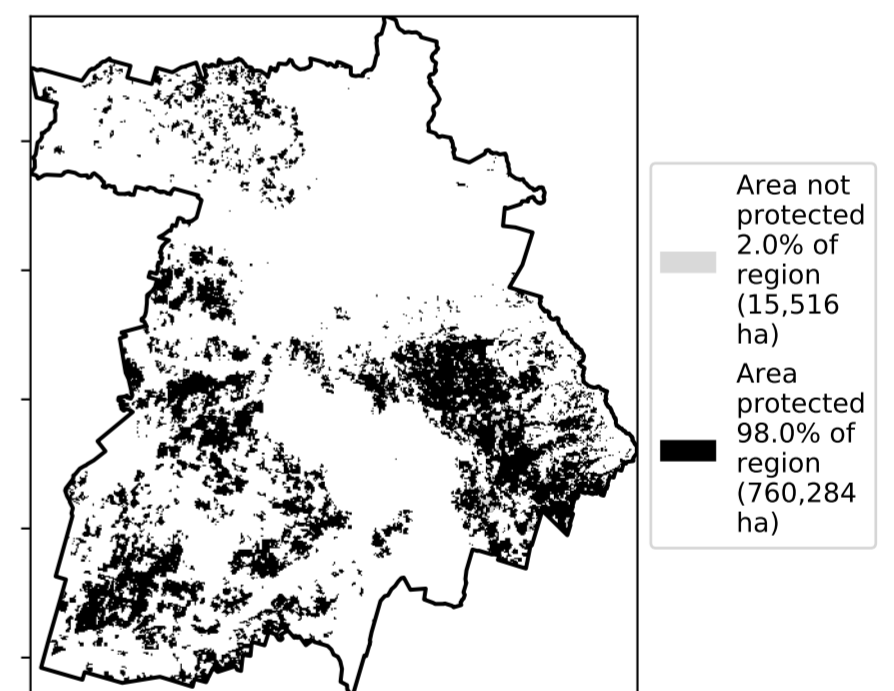 Area not
protected
2.0% of
region
(15,516
ha)
Area
protected
98.0% of
region
(760,284
ha)